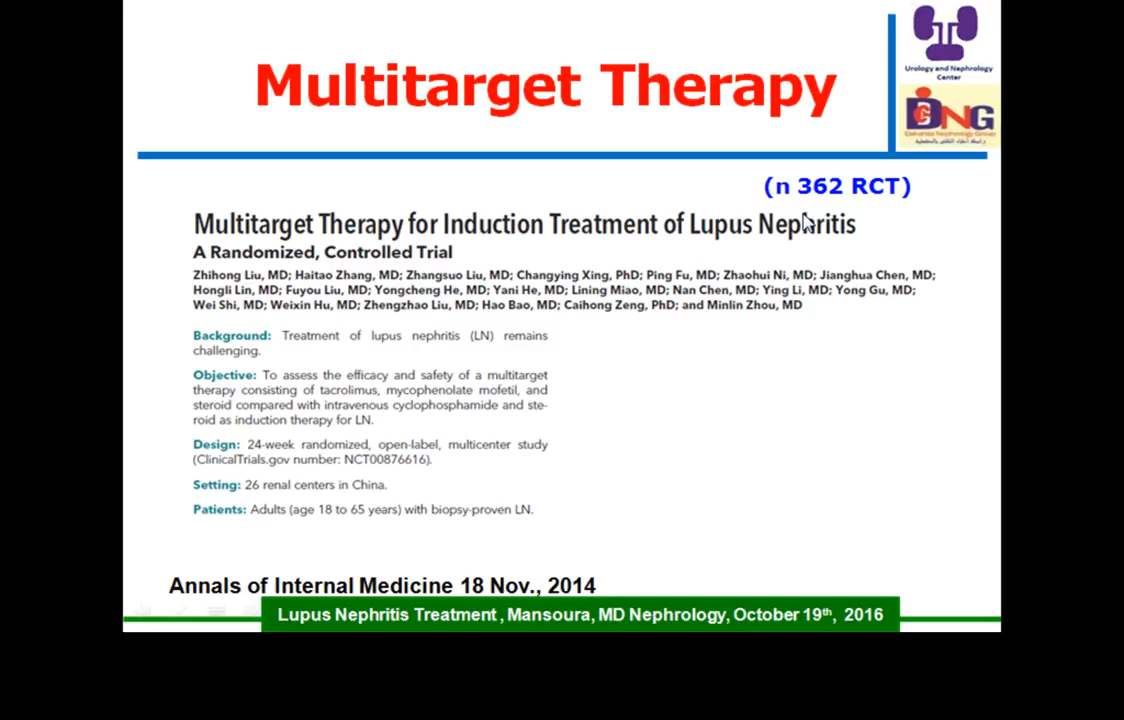 Multitarget Therapy
Urology and Nephrology
Center
DCNG
Damanhour Nephrology Group
(n 362 RCT)
Multitarget Therapy for Induction Treatment of Lupus Nephritis
A Randomized, Controlled Trial
Zhihong Liu, MD; Haitao Zhang, MD; Zhangsuo Liu, MD; Changying Xing, PhD; Ping Fu, MD; Zhaohui Ni, MD; Jianghua Chen, MD;
Hongli Lin, MD; Fuyou Liu, MD; Yongcheng He, MD; Yani He, MD; Lining Miao, MD; Nan Chen, MD; Ying Li, MD; Yong Gu, MD;
Wei Shi, MD; Weixin Hu, MD; Zhengzhao Liu, MD; Hao Bao, MD; Caihong Zeng, PhD; and Minlin Zhou, MD
Background: Treatment of lupus nephritis (LN) remains
challenging.
Objective: To assess the efficacy and safety of a multitarget
therapy consisting of tacrolimus, mycophenolate mofetil, and
steroid compared with intravenous cyclophosphamide and ste-
roid as induction therapy for LN.
Design: 24-week randomized, open-label, multicenter study
(ClinicalTrials.gov number: NCT00876616).
Setting: 26 renal centers in China.
Patients: Adults (age 18 to 65 years) with biopsy-proven LN.
Annals of Internal Medicine 18 Nov., 2014
Lupus Nephritis Treatment , Mansoura, MD Nephrology, October 19th, 2016